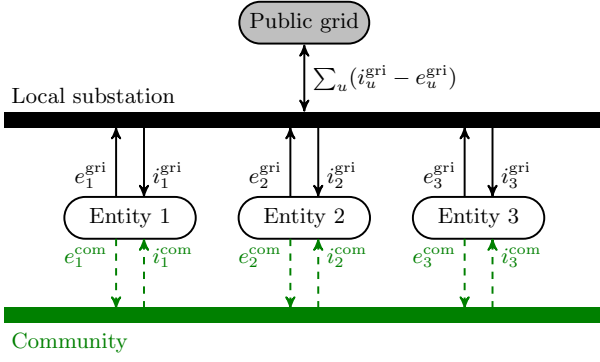 Public grid
∑_u(i_u^gri − e_u^gri)
Local substation
e_1^gri i_1^gri e_2^gri i_2^gri e_3^gri i_3^gri
Entity 1 Entity 2 Entity 3
e_1^com i_1^com e_2^com i_2^com e_3^com i_3^com
Community